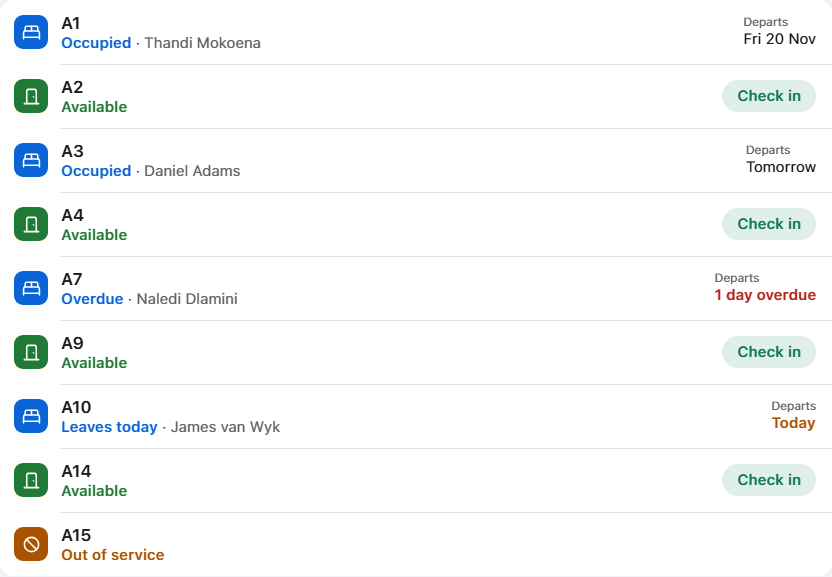 A1
Occupied · Thandi Mokoena
Departs
Fri 20 Nov
A2
Available
Check in
A3
Occupied · Daniel Adams
Departs
Tomorrow
A4
Available
Check in
A7
Overdue · Naledi Dlamini
Departs
1 day overdue
A9
Available
Check in
A10
Leaves today · James van Wyk
Departs
Today
A14
Available
Check in
A15
Out of service